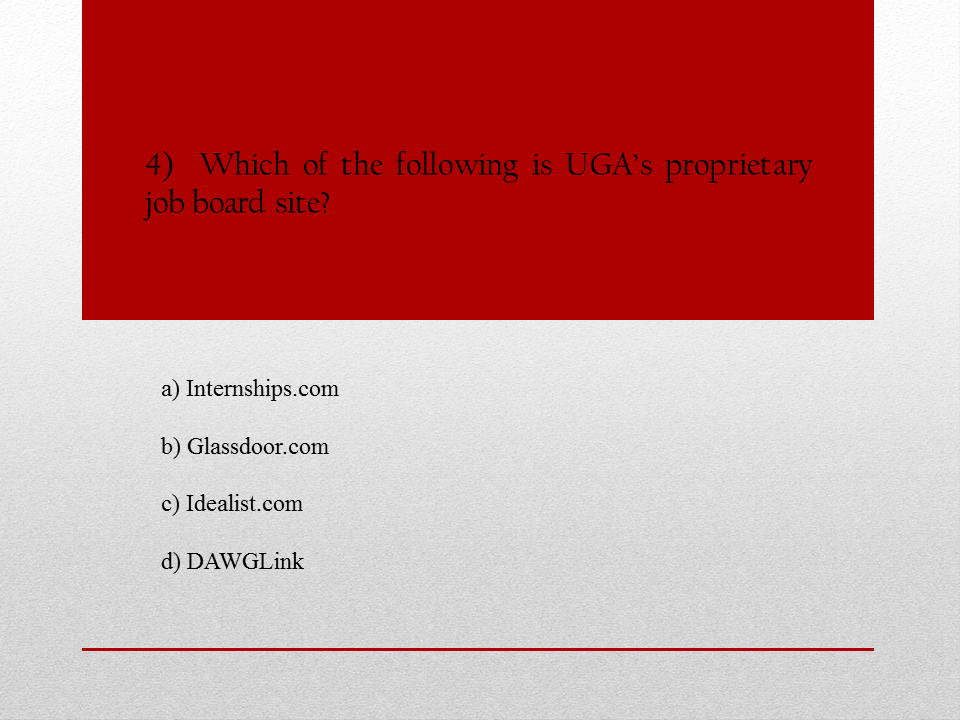 4) Which of the following is UGA’s proprietary
job board site?
a) Internships.com
b) Glassdoor.com
c) Idealist.com
d) DAWGLink